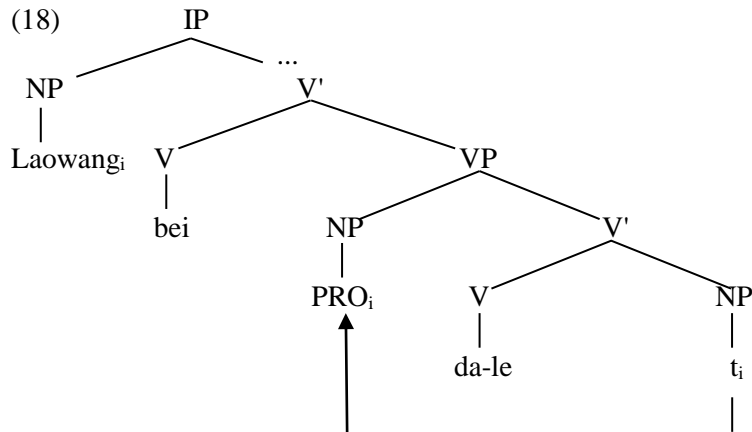 (18) IP
...
NP V'
Laowangᵢ V VP
bei NP V'
PROᵢ V NP
da-le tᵢ